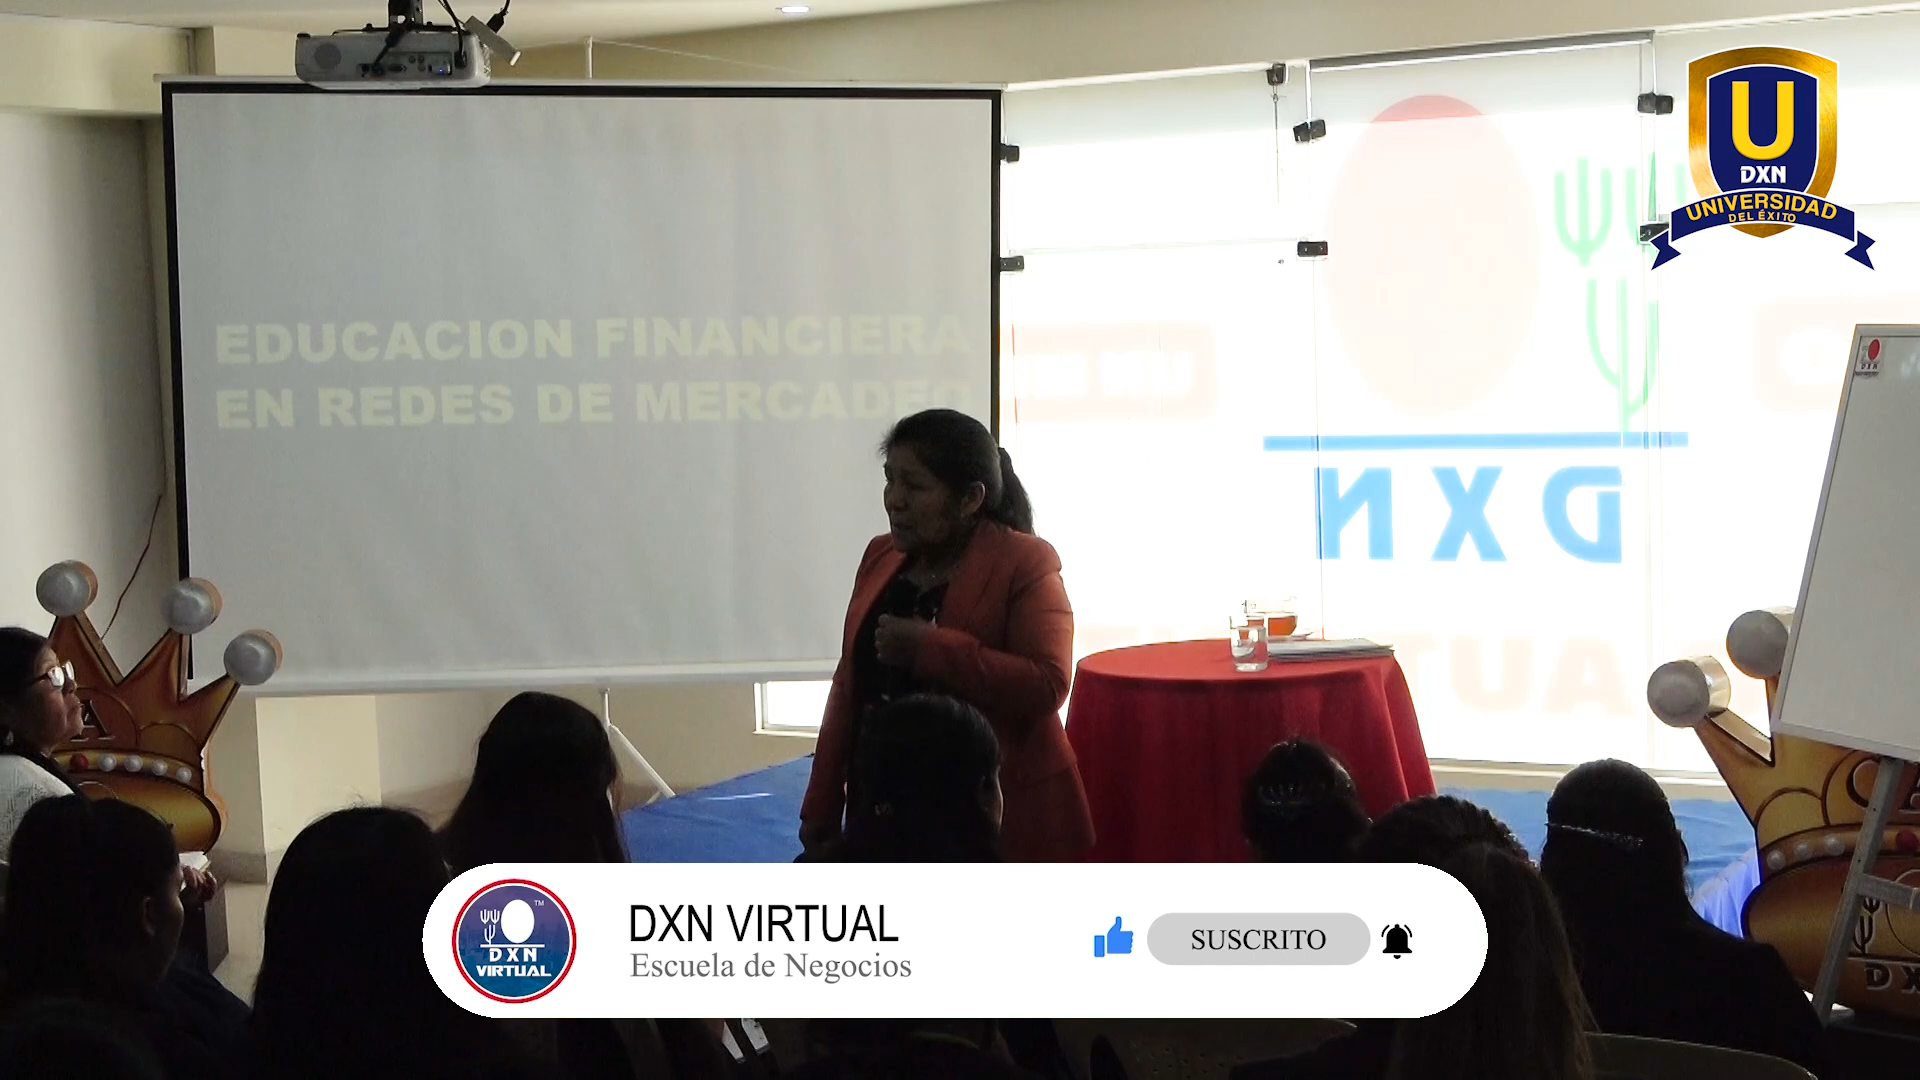 U
DXN
UNIVERSIDAD
DEL ÉXITO
EDUCACION FINANCIERA
EN REDES DE MERCADEO
DXN
DXN
VIRTUAL
TM
DXN VIRTUAL
Escuela de Negocios
SUSCRITO